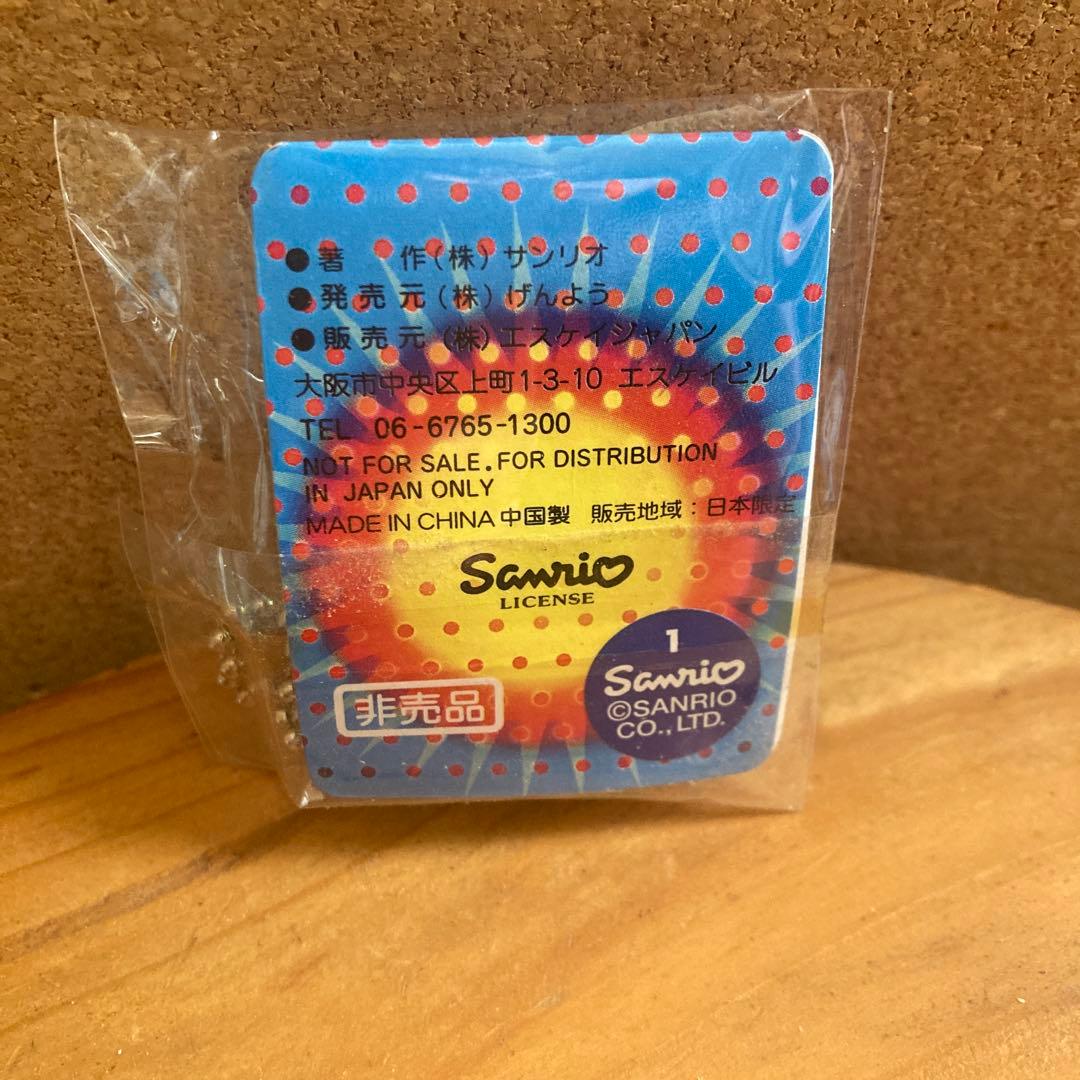 ●著　作(株)サンリオ
●発売元(株)げんよう
●販売元(株)エスケイジャパン
大阪市中央区上町1-3-10 エスケイビル
TEL 06-6765-1300
NOT FOR SALE. FOR DISTRIBUTION
IN JAPAN ONLY
MADE IN CHINA 中国製 販売地域：日本限定
Sanrio
LICENSE
非売品
1
Sanrio
©SANRIO
CO., LTD.